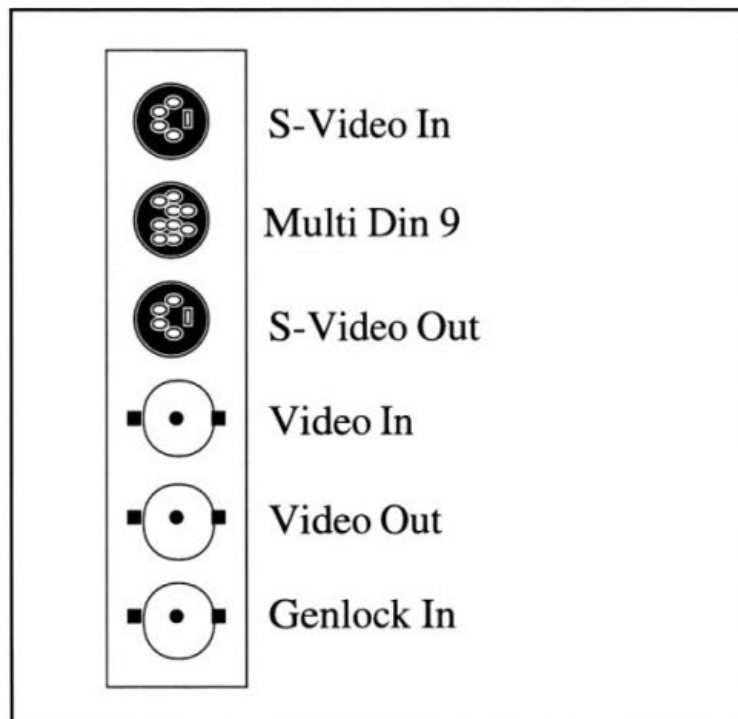 S-Video In
Multi Din 9
S-Video Out
Video In
Video Out
Genlock In